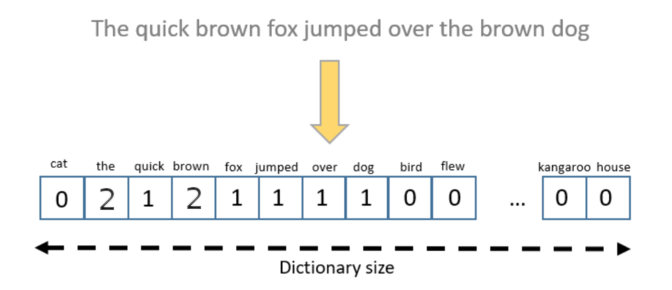 The quick brown fox jumped over the brown dog
cat the quick brown fox jumped over dog bird flew kangaroo house
0 2 1 2 1 1 1 1 0 0 ... 0 0
Dictionary size